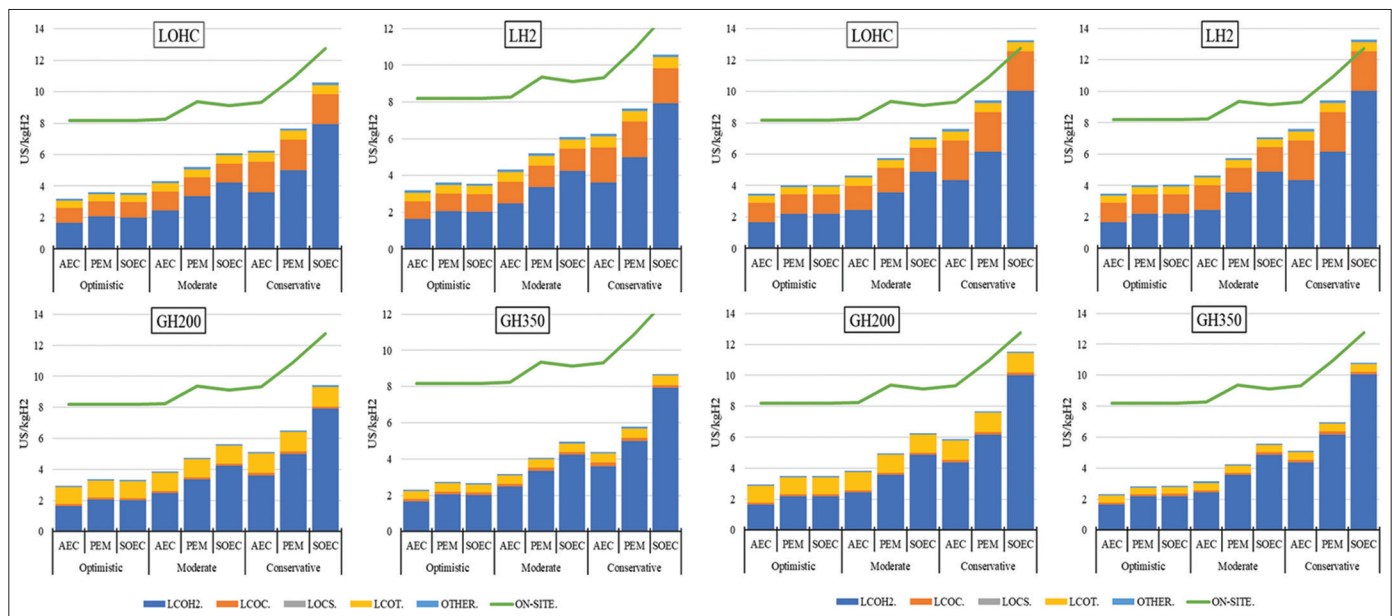 LOHC
US/kgH2
14
12
10
8
6
4
2
0
AEC PEM SOEC AEC PEM SOEC AEC PEM SOEC
Optimistic Moderate Conservative
LH2
US/kgH2
12
10
8
6
4
2
0
AEC PEM SOEC AEC PEM SOEC AEC PEM SOEC
Optimistic Moderate Conservative
LOHC
US/kgH2
14
12
10
8
6
4
2
0
AEC PEM SOEC AEC PEM SOEC AEC PEM SOEC
Optimistic Moderate Conservative
LH2
US/kgH2
14
12
10
8
6
4
2
0
AEC PEM SOEC AEC PEM SOEC AEC PEM SOEC
Optimistic Moderate Conservative
GH200
US/kgH2
14
12
10
8
6
4
2
0
AEC PEM SOEC AEC PEM SOEC AEC PEM SOEC
Optimistic Moderate Conservative
GH350
US/kgH2
12
10
8
6
4
2
0
AEC PEM SOEC AEC PEM SOEC AEC PEM SOEC
Optimistic Moderate Conservative
GH200
US/kgH2
14
12
10
8
6
4
2
0
AEC PEM SOEC AEC PEM SOEC AEC PEM SOEC
Optimistic Moderate Conservative
GH350
US/kgH2
14
12
10
8
6
4
2
0
AEC PEM SOEC AEC PEM SOEC AEC PEM SOEC
Optimistic Moderate Conservative
LCOH2. LCOC. LOCS. LCOT. OTHER. ON-SITE.
LCOH2. LCOC. LOCS. LCOT. OTHER. ON-SITE.